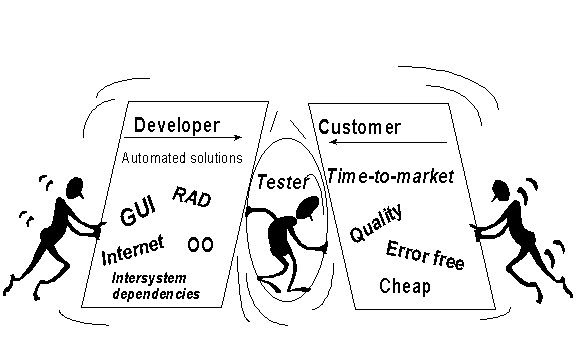 Developer
Automated solutions
GUI
RAD
Internet
OO
Intersystem
dependencies
Tester
Customer
Time-to-market
Quality
Error free
Cheap